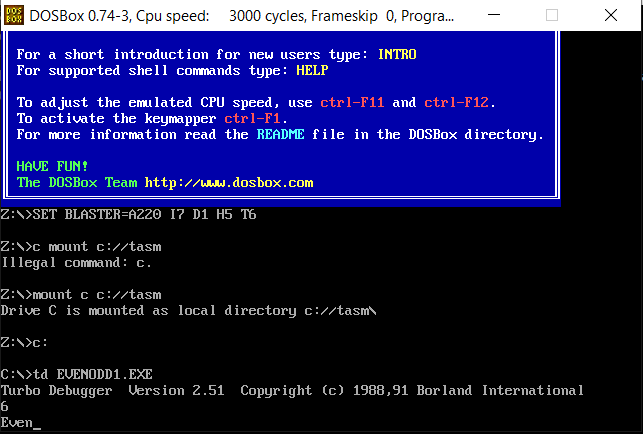 DOS
BOX
DOSBox 0.74-3, Cpu speed: 3000 cycles, Frameskip 0, Progra...
For a short introduction for new users type: INTRO
For supported shell commands type: HELP
To adjust the emulated CPU speed, use ctrl-F11 and ctrl-F12.
To activate the keymapper ctrl-F1.
For more information read the README file in the DOSBox directory.
HAVE FUN!
The DOSBox Team http://www.dosbox.com
Z:\>SET BLASTER=A220 I7 D1 H5 T6
Z:\>c mount c://tasm
Illegal command: c.
Z:\>mount c c://tasm
Drive C is mounted as local directory c://tasm\
Z:\>c:
C:\>td EVENODD1.EXE
Turbo Debugger Version 2.51 Copyright (c) 1988,91 Borland International
6
Even_